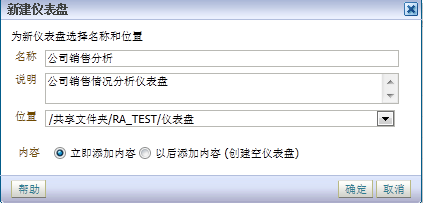 新建仪表盘
为新仪表盘选择名称和位置
名称 公司销售分析
说明 公司销售情况分析仪表盘
位置 /共享文件夹/RA_TEST/仪表盘
内容 立即添加内容 以后添加内容 (创建空仪表盘)
帮助 确定 取消